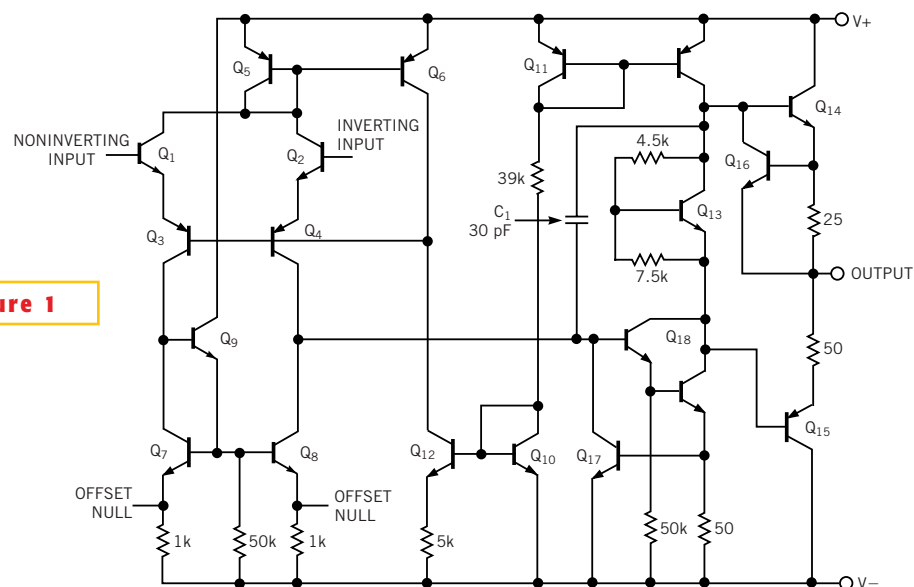 V+
Q5
Q6
Q11
Q14
NONINVERTING
INPUT
Q1
Q2
INVERTING
INPUT
4.5k
Q16
39k
C1
30 pF
Q13
25
Q3
Q4
7.5k
OUTPUT
ure 1
Q9
Q18
50
Q7
Q8
Q12
Q10
Q17
Q15
OFFSET
NULL
OFFSET
NULL
1k
50k
1k
5k
50k
50
V–